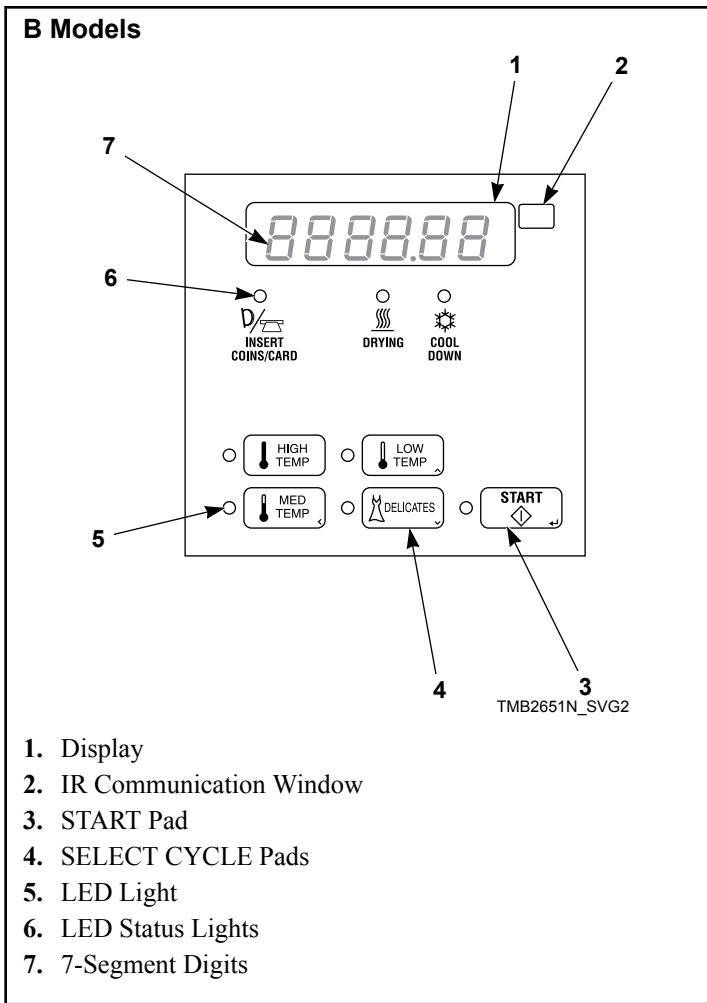 B Models
1
2
7
8888.88
6
INSERT
COINS/CARD
DRYING
COOL
DOWN
HIGH
TEMP
LOW
TEMP
MED
TEMP
DELICATES
START
5
4
3
TMB2651N_SVG2
1. Display
2. IR Communication Window
3. START Pad
4. SELECT CYCLE Pads
5. LED Light
6. LED Status Lights
7. 7-Segment Digits